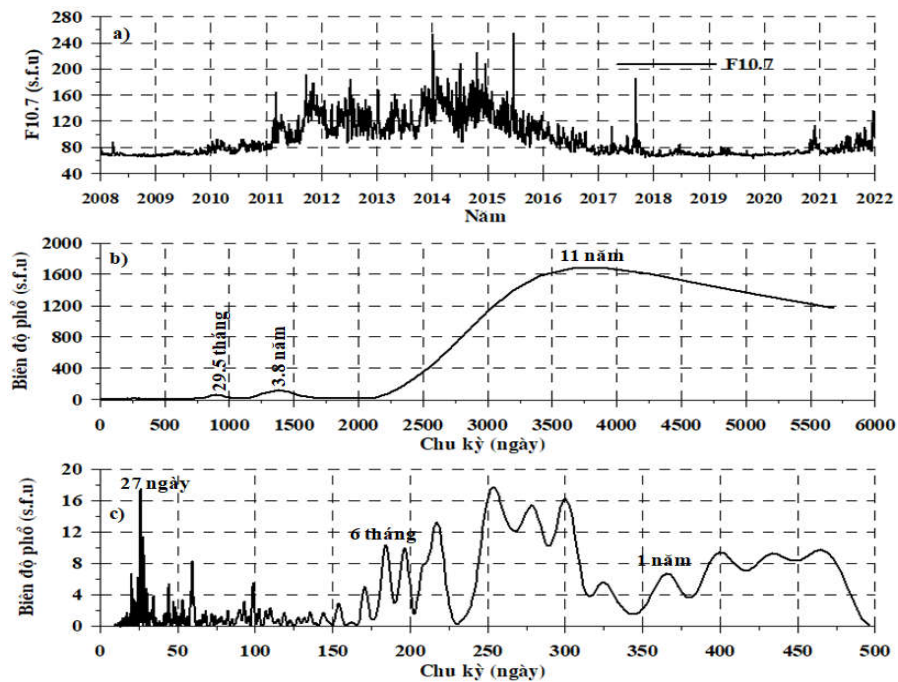 a)
F10.7 (s.f.u)
280
240
200
160
120
80
40
F10.7
2008 2009 2010 2011 2012 2013 2014 2015 2016 2017 2018 2019 2020 2021 2022
Năm
b)
Biên độ phổ (s.f.u)
2000
1600
1200
800
400
0
29.5 tháng
3.8 năm
11 năm
0 500 1000 1500 2000 2500 3000 3500 4000 4500 5000 5500 6000
Chu kỳ (ngày)
c)
Biên độ phổ (s.f.u)
20
16
12
8
4
0
27 ngày
6 tháng
1 năm
0 50 100 150 200 250 300 350 400 450 500
Chu kỳ (ngày)